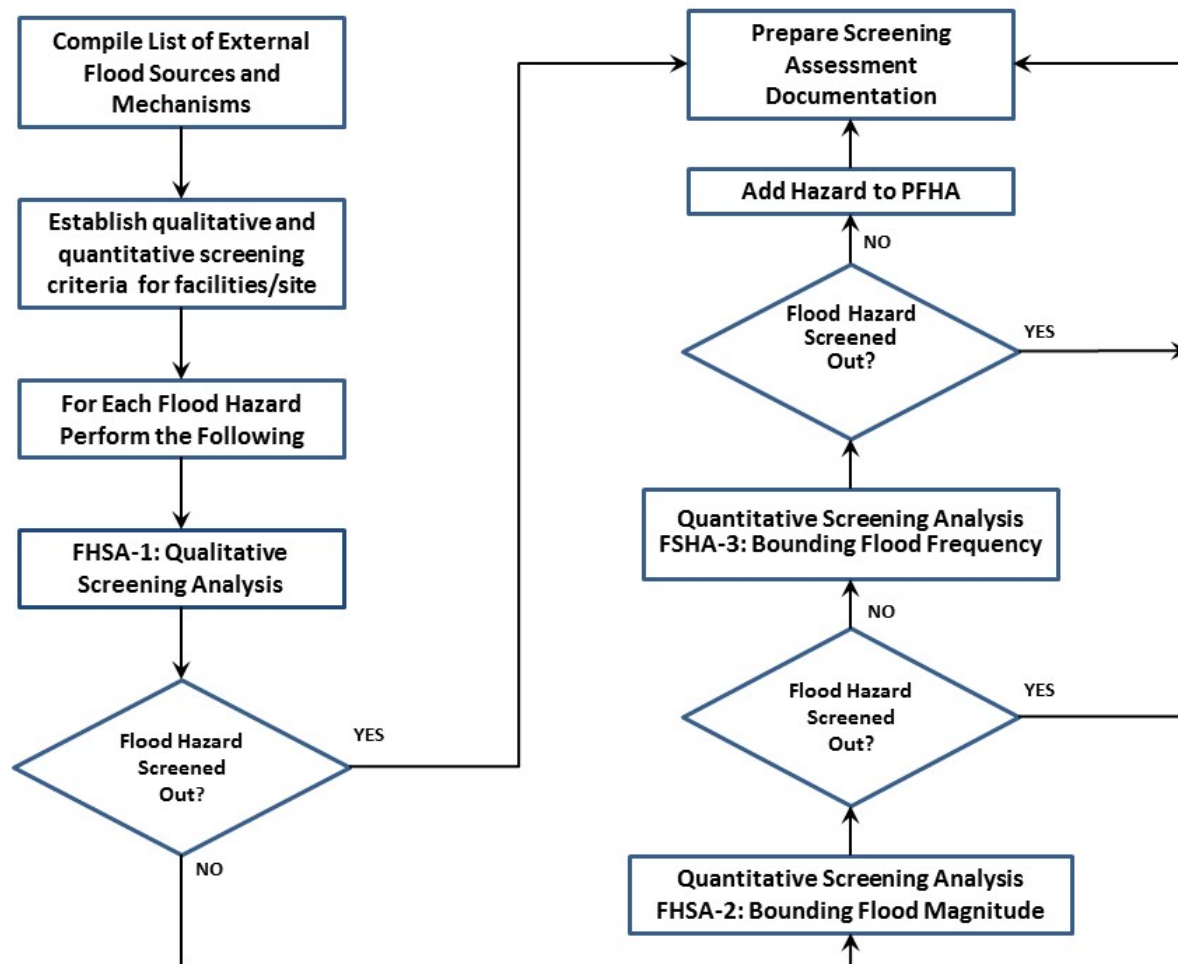 Compile List of External
Flood Sources and
Mechanisms
Establish qualitative and
quantitative screening
criteria for facilities/site
For Each Flood Hazard
Perform the Following
FHSA-1: Qualitative
Screening Analysis
Flood Hazard
Screened
Out?
YES
NO
Quantitative Screening Analysis
FHSA-2: Bounding Flood Magnitude
Flood Hazard
Screened
Out?
YES
NO
Quantitative Screening Analysis
FSHA-3: Bounding Flood Frequency
Flood Hazard
Screened
Out?
YES
NO
Add Hazard to PFHA
Prepare Screening
Assessment
Documentation